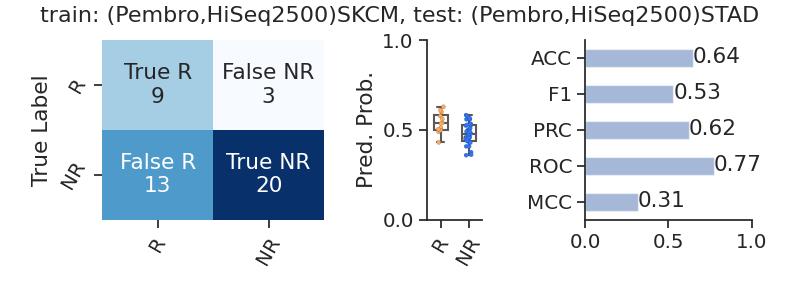 train: (Pembro,HiSeq2500)SKCM, test: (Pembro,HiSeq2500)STAD
True Label
R
NR
True R
9
False NR
3
False R
13
True NR
20
R
NR
Pred. Prob.
1.0
0.5
0.0
R
NR
ACC
0.64
F1
0.53
PRC
0.62
ROC
0.77
MCC
0.31
0.0
0.5
1.0